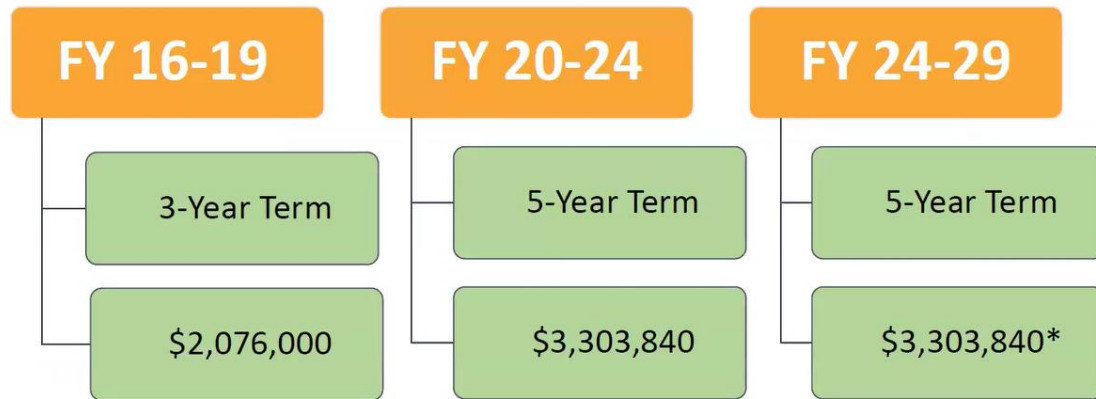 FY 16-19
3-Year Term
$2,076,000
FY 20-24
5-Year Term
$3,303,840
FY 24-29
5-Year Term
$3,303,840*